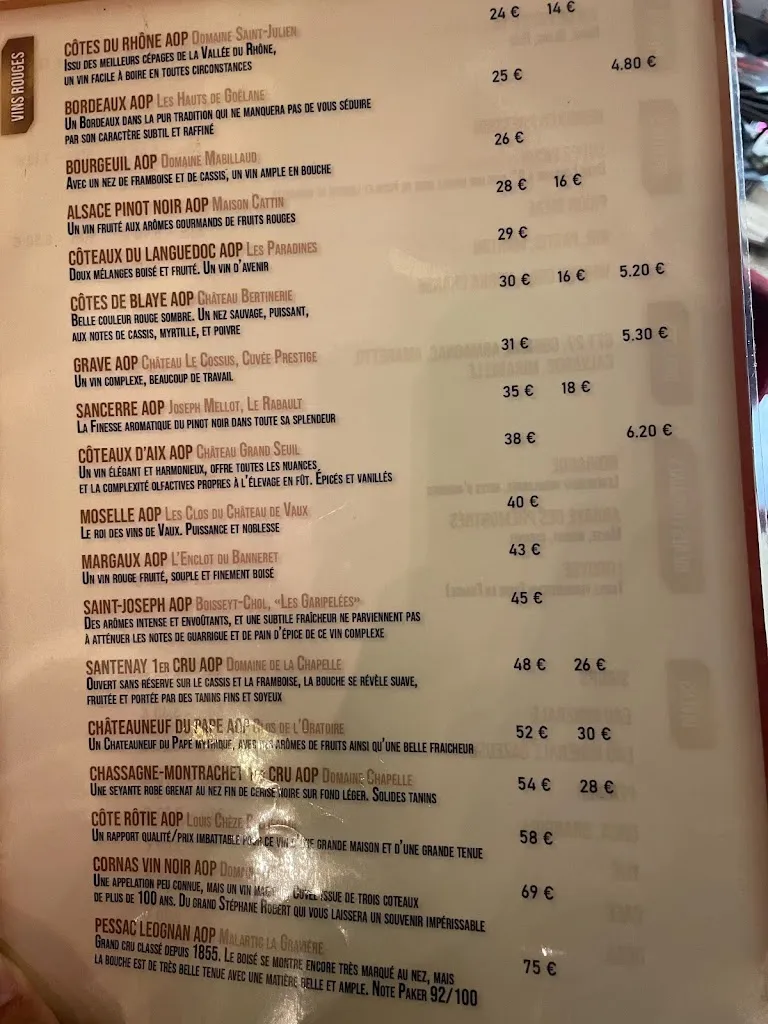 VINS ROUGES
CÔTES DU RHÔNE AOP DOMAINE SAINT-JULIEN 24 € 14 €
ISSU DES MEILLEURS CÉPAGES DE LA VALLÉE DU RHÔNE,
UN VIN FACILE À BOIRE EN TOUTES CIRCONSTANCES
BORDEAUX AOP LES HAUTS DE GOËLANE 25 € 4.80 €
UN BORDEAUX DANS LA PUR TRADITION QUI NE MANQUERA PAS DE VOUS SÉDUIRE
PAR SON CARACTÈRE SUBTIL ET RAFFINÉ
BOURGEUIL AOP DOMAINE MABILLAUD 26 €
AVEC UN NEZ DE FRAMBOISE ET DE CASSIS, UN VIN AMPLE EN BOUCHE
ALSACE PINOT NOIR AOP MAISON CATTIN 28 € 16 €
UN VIN FRUITÉ AUX ARÔMES GOURMANDS DE FRUITS ROUGES
CÔTEAUX DU LANGUEDOC AOP LES PARADINES 29 €
DOUX MÉLANGES BOISÉ ET FRUITÉ. UN VIN D'AVENIR
CÔTES DE BLAYE AOP CHÂTEAU BERTINERIE 30 € 16 € 5.20 €
BELLE COULEUR ROUGE SOMBRE. UN NEZ SAUVAGE, PUISSANT,
AUX NOTES DE CASSIS, MYRTILLE, ET POIVRE
GRAVE AOP CHÂTEAU LE COSSUS, CUVÉE PRESTIGE 31 € 5.30 €
UN VIN COMPLEXE, BEAUCOUP DE TRAVAIL
SANCERRE AOP JOSEPH MELLOT, LE RABAULT 35 € 18 €
LA FINESSE AROMATIQUE DU PINOT NOIR DANS TOUTE SA SPLENDEUR
CÔTEAUX D'AIX AOP CHÂTEAU GRAND SEUIL 38 € 6.20 €
UN VIN ÉLÉGANT ET HARMONIEUX, OFFRE TOUTES LES NUANCES
ET LA COMPLEXITÉ OLFACTIVES PROPRES À L'ÉLEVAGE EN FÛT. ÉPICÉS ET VANILLÉS
MOSELLE AOP LES CLOS DU CHÂTEAU DE VAUX 40 €
LE ROI DES VINS DE VAUX. PUISSANCE ET NOBLESSE
MARGAUX AOP L'ENCLOT DU BANNERET 43 €
UN VIN ROUGE FRUITÉ, SOUPLE ET FINEMENT BOISÉ
SAINT-JOSEPH AOP BOISSEYT-CHOL, «LES GARIPELÉES» 45 €
DES ARÔMES INTENSE ET ENVOÛTANTS, ET UNE SUBTILE FRAÎCHEUR NE PARVIENNENT PAS
À ATTÉNUER LES NOTES DE GUARRIGUE ET DE PAIN D'ÉPICE DE CE VIN COMPLEXE
SANTENAY 1ER CRU AOP DOMAINE DE LA CHAPELLE 48 € 26 €
OUVERT SANS RÉSERVE SUR LE CASSIS ET LA FRAMBOISE, LA BOUCHE SE RÉVÈLE SUAVE,
FRUITÉE ET PORTÉE PAR DES TANINS FINS ET SOYEUX
CHÂTEAUNEUF DU PAPE AOP CLOS DE L'ORATOIRE 52 € 30 €
UN CHATEAUNEUF DU PAPE MYTHIQUE, AVEC ARÔMES DE FRUITS AINSI QU'UNE BELLE FRAICHEUR
CHASSAGNE-MONTRACHET 1ER CRU AOP DOMAINE CHAPELLE 54 € 28 €
UNE SEYANTE ROBE GRENAT AU NEZ FIN DE CERISE NOIRE SUR FOND LÉGER. SOLIDES TANINS
CÔTE RÔTIE AOP LOUIS CHÈZE 58 €
UN RAPPORT QUALITÉ/PRIX IMBATTABLE POUR CE VIN D'UNE GRANDE MAISON ET D'UNE GRANDE TENUE
CORNAS VIN NOIR AOP 69 €
UNE APPELATION PEU CONNUE, MAIS UN VIN ISSUE DE TROIS COTEAUX
DE PLUS DE 100 ANS. DU GRAND STÉPHANE ROBERT QUI VOUS LAISSERA UN SOUVENIR IMPÉRISSABLE
PESSAC LEOGNAN AOP MALARTIC LA GRAVIÈRE 75 €
GRAND CRU CLASSÉ DEPUIS 1855. LE BOISÉ SE MONTRE ENCORE TRÈS MARQUÉ AU NEZ, MAIS
LA BOUCHE EST DE TRÈS BELLE TENUE AVEC UNE MATIÈRE BELLE ET AMPLE. NOTE PAKER 92/100